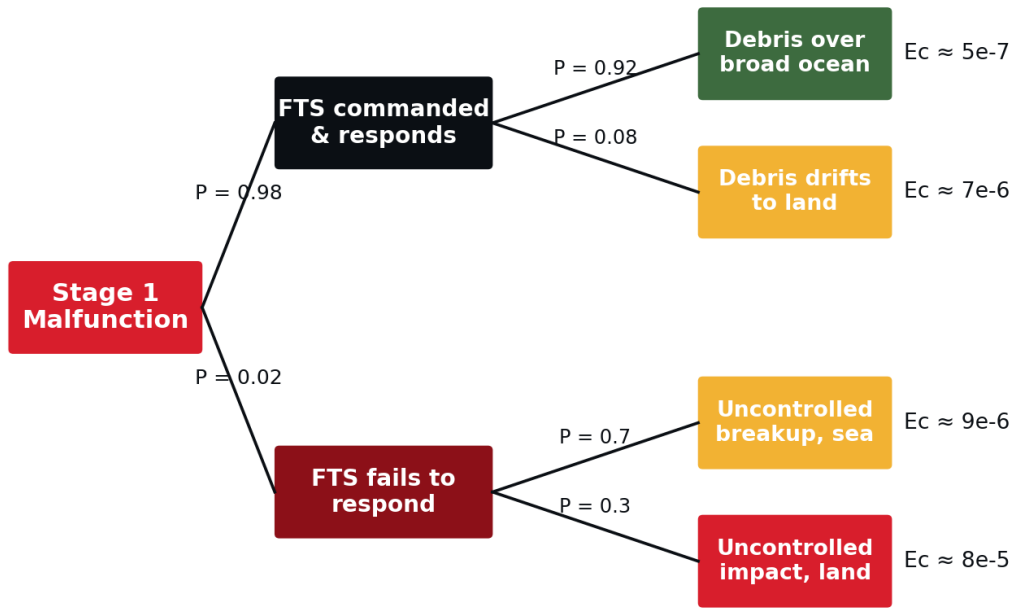 Debris over
broad ocean
Ec ≈ 5e-7
P = 0.92
FTS commanded
& responds
P = 0.08
Debris drifts
to land
Ec ≈ 7e-6
P = 0.98
Stage 1
Malfunction
P = 0.02
Uncontrolled
breakup, sea
Ec ≈ 9e-6
P = 0.7
FTS fails to
respond
P = 0.3
Uncontrolled
impact, land
Ec ≈ 8e-5